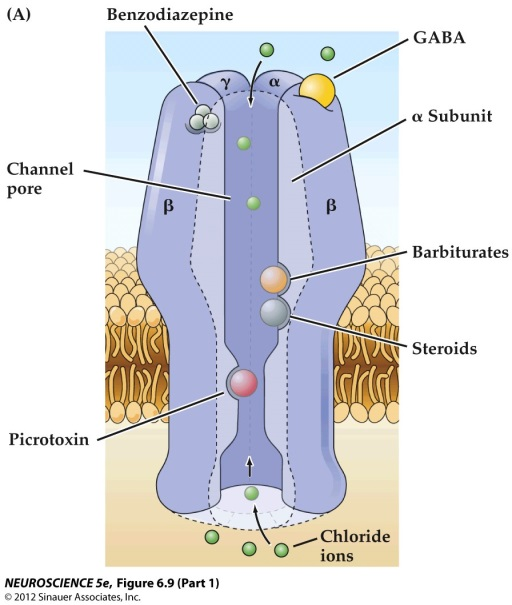 (A)
Benzodiazepine
GABA
γ
α
α Subunit
Channel
pore
β
β
Barbiturates
Steroids
Picrotoxin
Chloride
ions
NEUROSCIENCE 5e, Figure 6.9 (Part 1)
© 2012 Sinauer Associates, Inc.